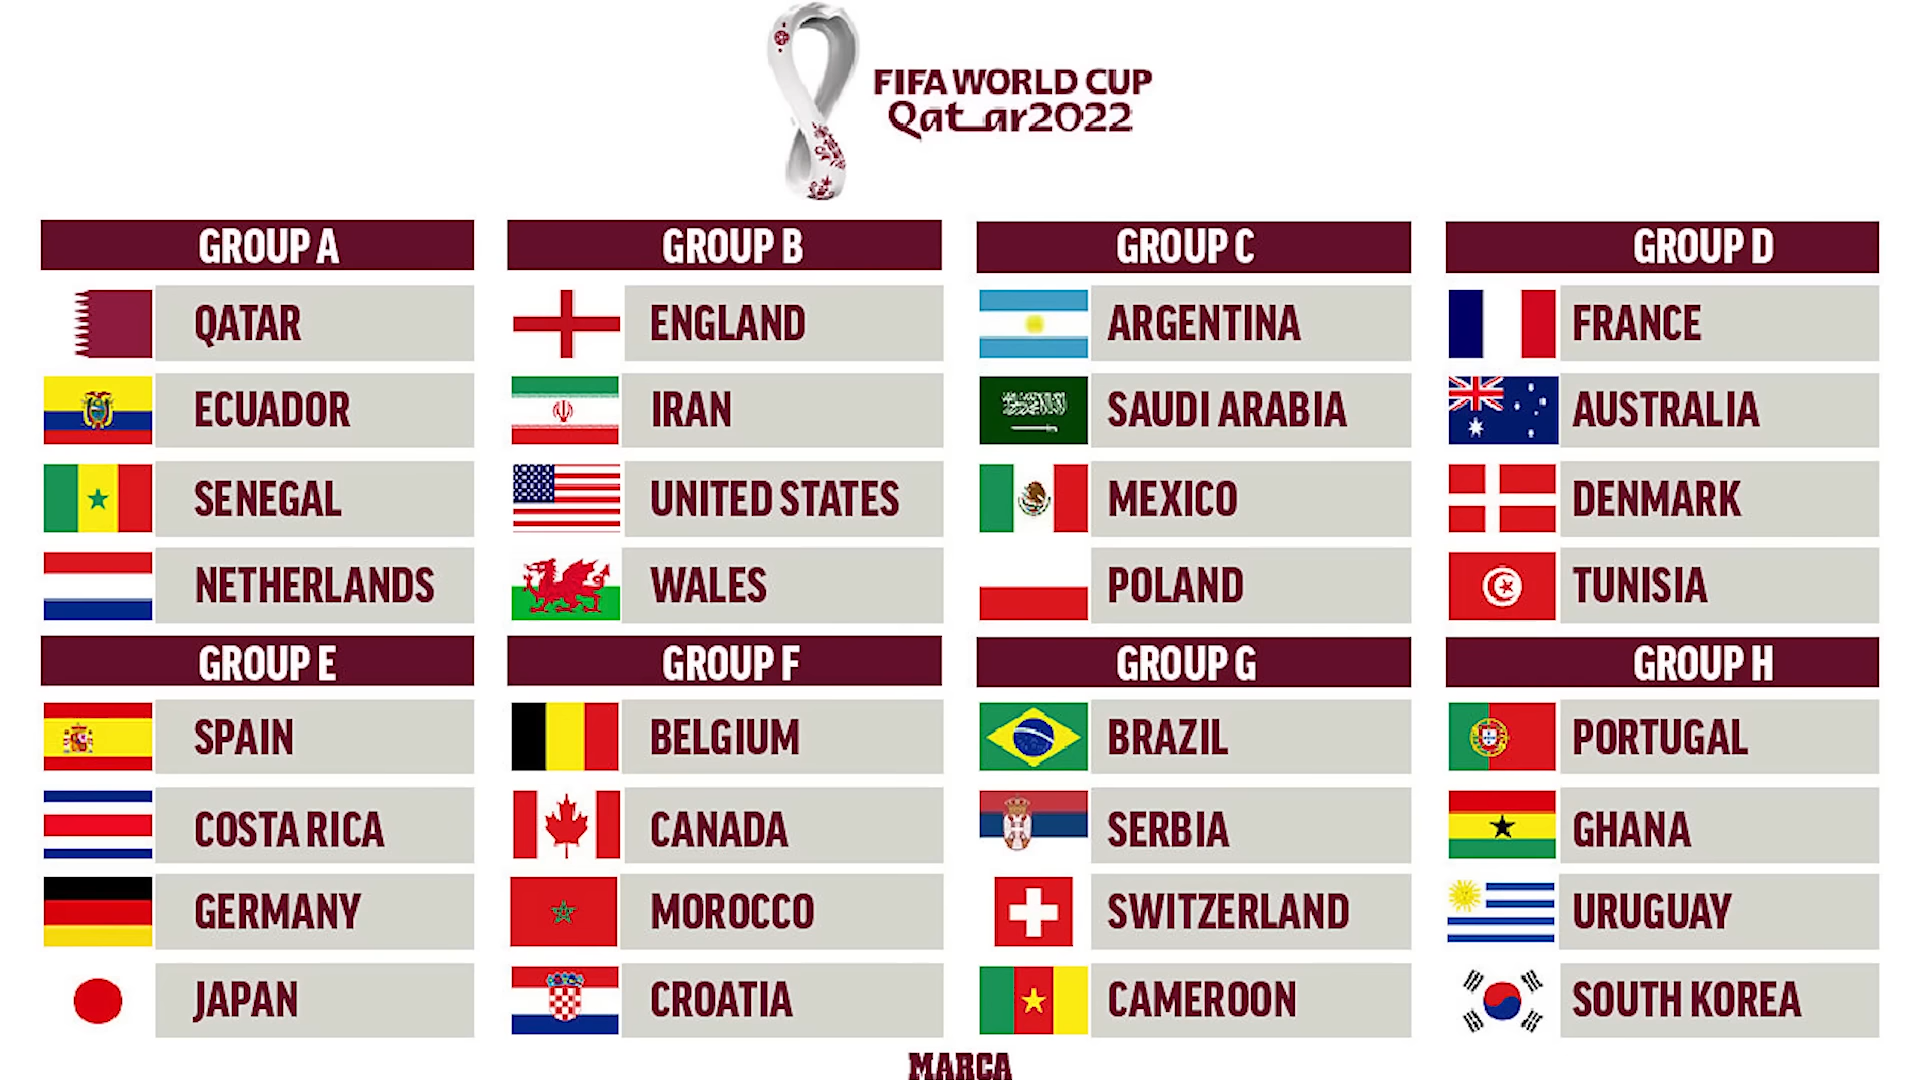 FIFA WORLD CUP
Qatar2022
GROUP A
QATAR
ECUADOR
SENEGAL
NETHERLANDS
GROUP B
ENGLAND
IRAN
UNITED STATES
WALES
GROUP C
ARGENTINA
SAUDI ARABIA
MEXICO
POLAND
GROUP D
FRANCE
AUSTRALIA
DENMARK
TUNISIA
GROUP E
SPAIN
COSTA RICA
GERMANY
JAPAN
GROUP F
BELGIUM
CANADA
MOROCCO
CROATIA
GROUP G
BRAZIL
SERBIA
SWITZERLAND
CAMEROON
GROUP H
PORTUGAL
GHANA
URUGUAY
SOUTH KOREA
MARCA